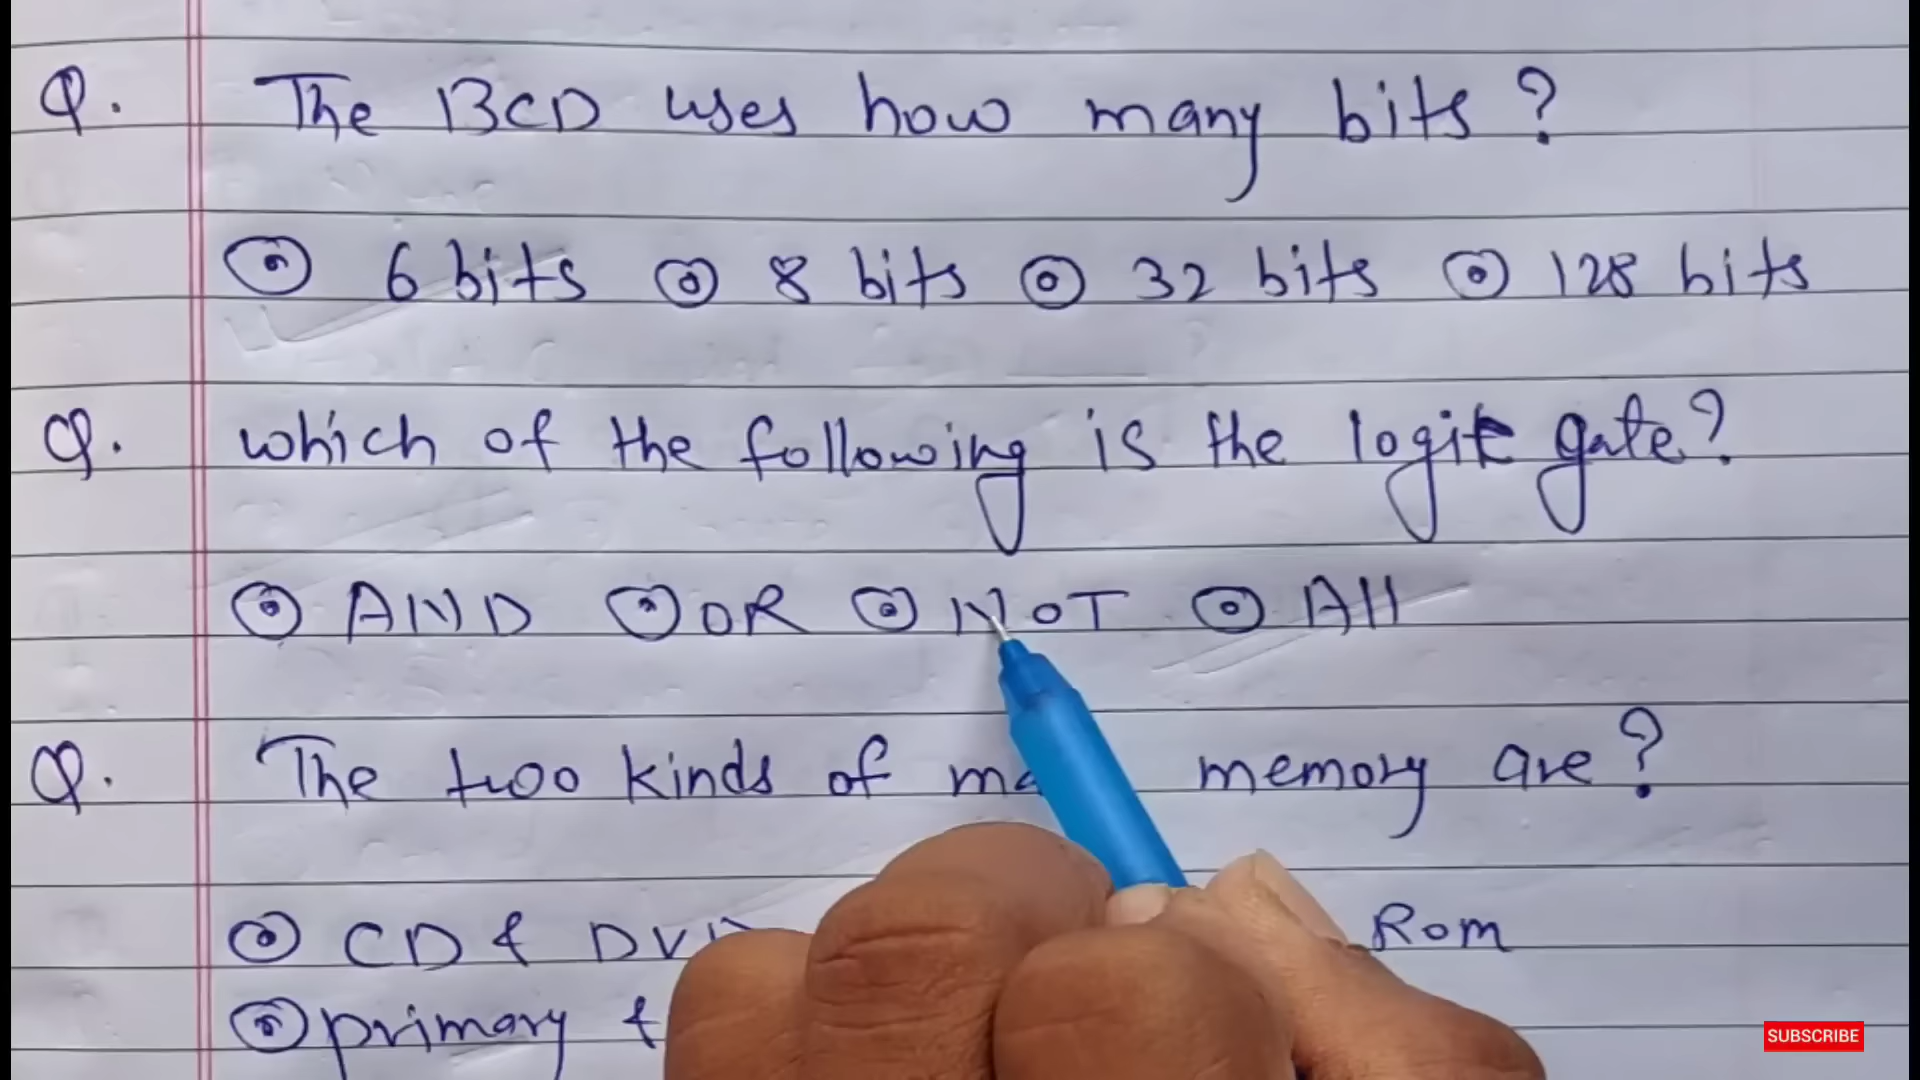 Q. The BCD uses how many bits?
6 bits 8 bits 32 bits 128 bits
Q. which of the following is the logic gate?
AND OR NOT All
Q. The two kinds of memory are?
CD & Rom
primary &
SUBSCRIBE